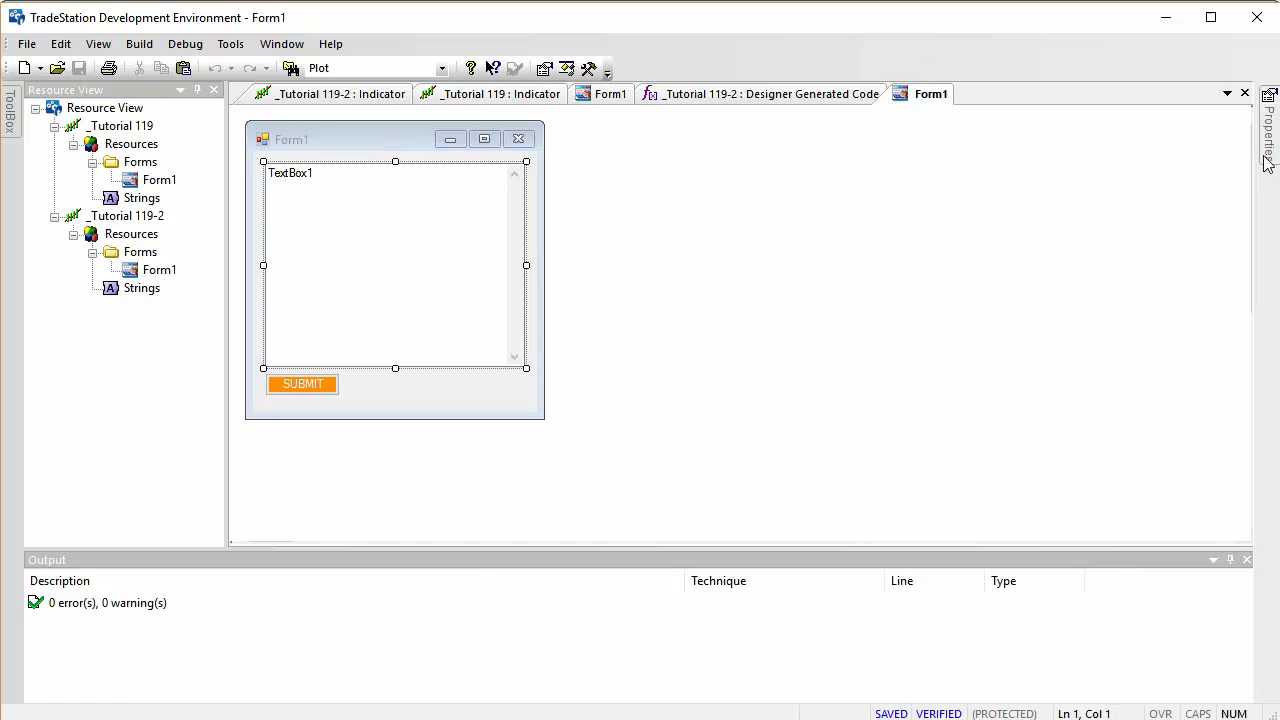 TradeStation Development Environment - Form1
File Edit View Build Debug Tools Window Help
Plot
ToolBox
Resource View
Resource View
_Tutorial 119
Resources
Forms
Form1
Strings
_Tutorial 119-2
Resources
Forms
Form1
Strings
_Tutorial 119-2 : Indicator
_Tutorial 119 : Indicator
Form1
_Tutorial 119-2 : Designer Generated Code
Form1
Form1
TextBox1
SUBMIT
Properties
Output
Description Technique Line Type
0 error(s), 0 warning(s)
SAVED VERIFIED (PROTECTED) Ln 1, Col 1 OVR CAPS NUM